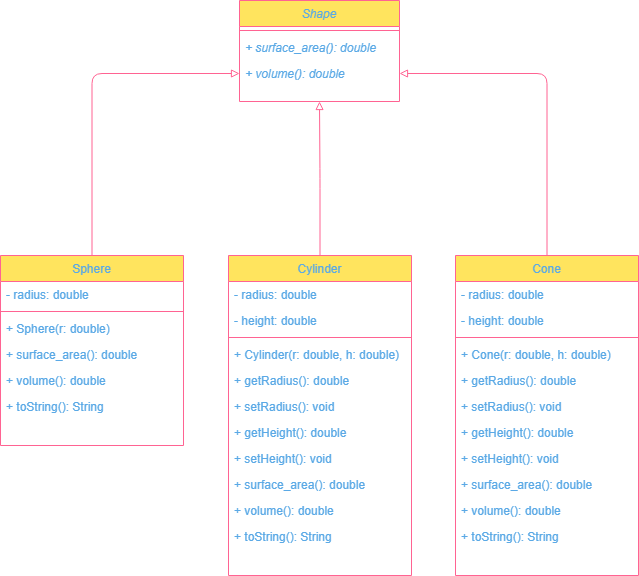 Shape
+ surface_area(): double
+ volume(): double
Sphere
- radius: double
+ Sphere(r: double)
+ surface_area(): double
+ volume(): double
+ toString(): String
Cylinder
- radius: double
- height: double
+ Cylinder(r: double, h: double)
+ getRadius(): double
+ setRadius(): void
+ getHeight(): double
+ setHeight(): void
+ surface_area(): double
+ volume(): double
+ toString(): String
Cone
- radius: double
- height: double
+ Cone(r: double, h: double)
+ getRadius(): double
+ setRadius(): void
+ getHeight(): double
+ setHeight(): void
+ surface_area(): double
+ volume(): double
+ toString(): String